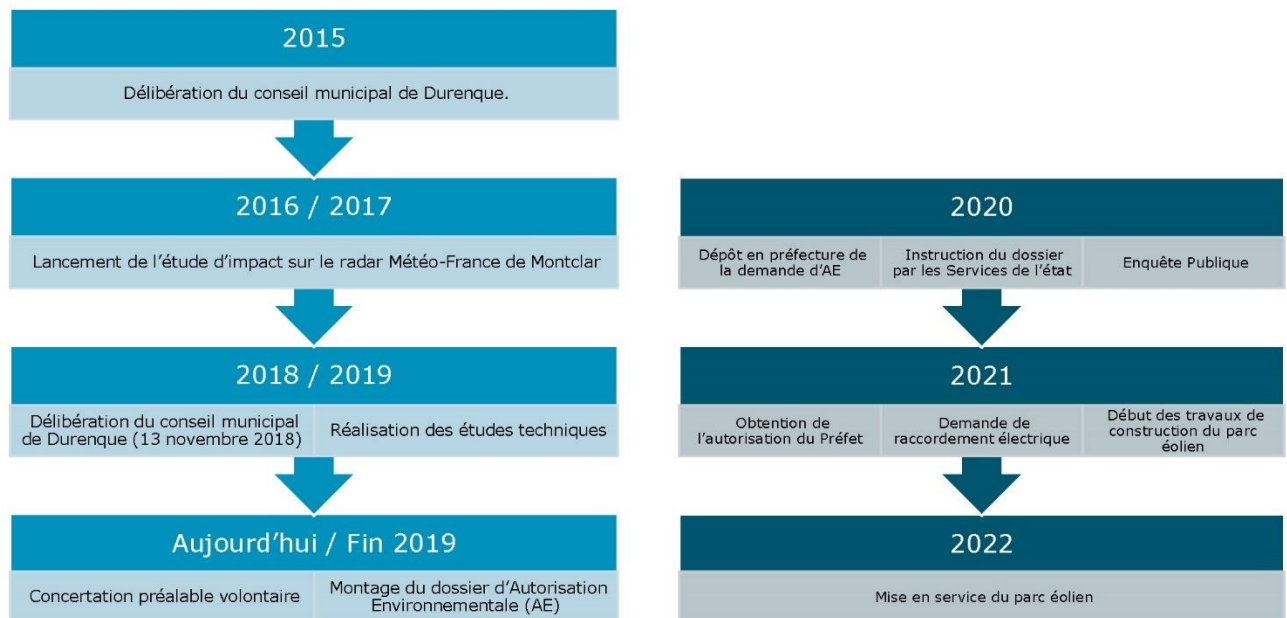 2015
Délibération du conseil municipal de Durenque.
2016 / 2017
Lancement de l'étude d'impact sur le radar Météo-France de Montclar
2018 / 2019
Délibération du conseil municipal
de Durenque (13 novembre 2018)
Réalisation des études techniques
Aujourd'hui / Fin 2019
Concertation préalable volontaire
Montage du dossier d'Autorisation
Environnementale (AE)
2020
Dépôt en préfecture de
la demande d'AE
Instruction du dossier
par les Services de l'état
Enquête Publique
2021
Obtention de
l'autorisation du Préfet
Demande de
raccordement électrique
Début des travaux de
construction du parc
éolien
2022
Mise en service du parc éolien